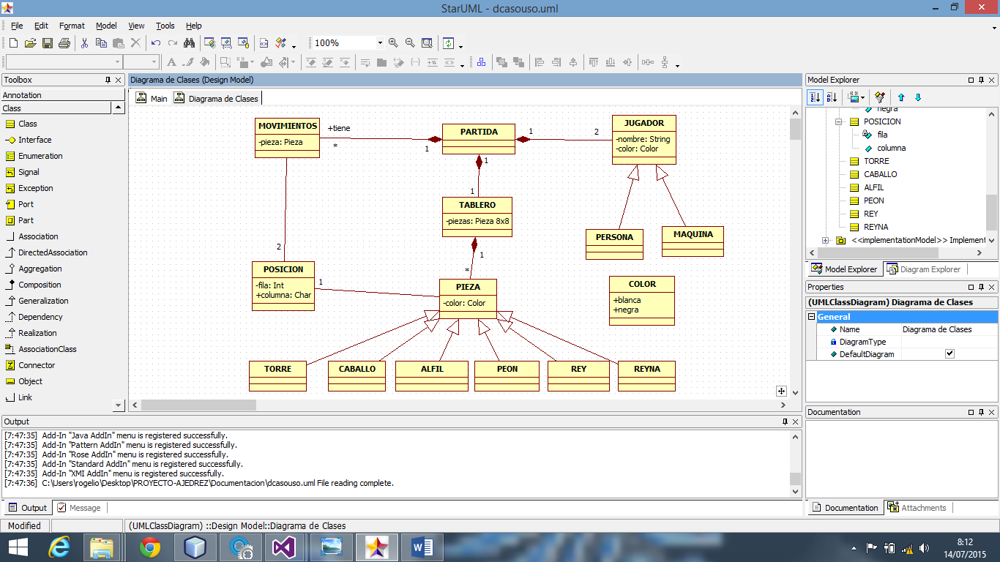 StarUML - dcasouso.uml
File Edit Format Model View Tools Help
100%
Toolbox
Annotation
Class
Class
Interface
Enumeration
Signal
Exception
Port
Part
Association
DirectedAssociation
Aggregation
Composition
Generalization
Dependency
Realization
AssociationClass
Connector
Object
Link
Diagrama de Clases (Design Model)
Main Diagrama de Clases
MOVIMIENTOS
-pieza: Pieza
+tiene
*
1
PARTIDA
1
2
JUGADOR
-nombre: String
-color: Color
1
1
TABLERO
-piezas: Pieza 8x8
PERSONA
MAQUINA
2
1
*
POSICION
-fila: Int
+columna: Char
1
PIEZA
-color: Color
COLOR
+blanca
+negra
TORRE
CABALLO
ALFIL
PEON
REY
REYNA
Model Explorer
negra
POSICION
fila
columna
TORRE
CABALLO
ALFIL
PEON
REY
REYNA
<<implementationModel>> Implement
Model Explorer Diagram Explorer
Properties
(UMLClassDiagram) Diagrama de Clases
General
Name Diagrama de Clases
DiagramType
DefaultDiagram
Documentation
Documentation Attachments
Output
[7:47:35] Add-In "Java AddIn" menu is registered successfully.
[7:47:35] Add-In "Pattern AddIn" menu is registered successfully.
[7:47:35] Add-In "Rose AddIn" menu is registered successfully.
[7:47:35] Add-In "Standard AddIn" menu is registered successfully.
[7:47:35] Add-In "XMI AddIn" menu is registered successfully.
[7:47:36] C:\Users\rogelio\Desktop\PROYECTO-AJEDREZ\Documentacion\dcasouso.uml File reading complete.
Output Message
Modified
(UMLClassDiagram) ::Design Model::Diagrama de Clases
8:12
14/07/2015